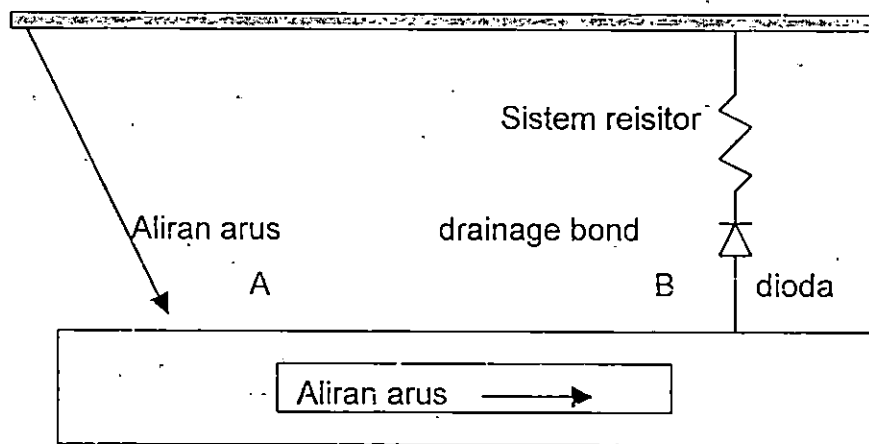 Sistem reisitor
Aliran arus
drainage bond
A
B
dioda
Aliran arus